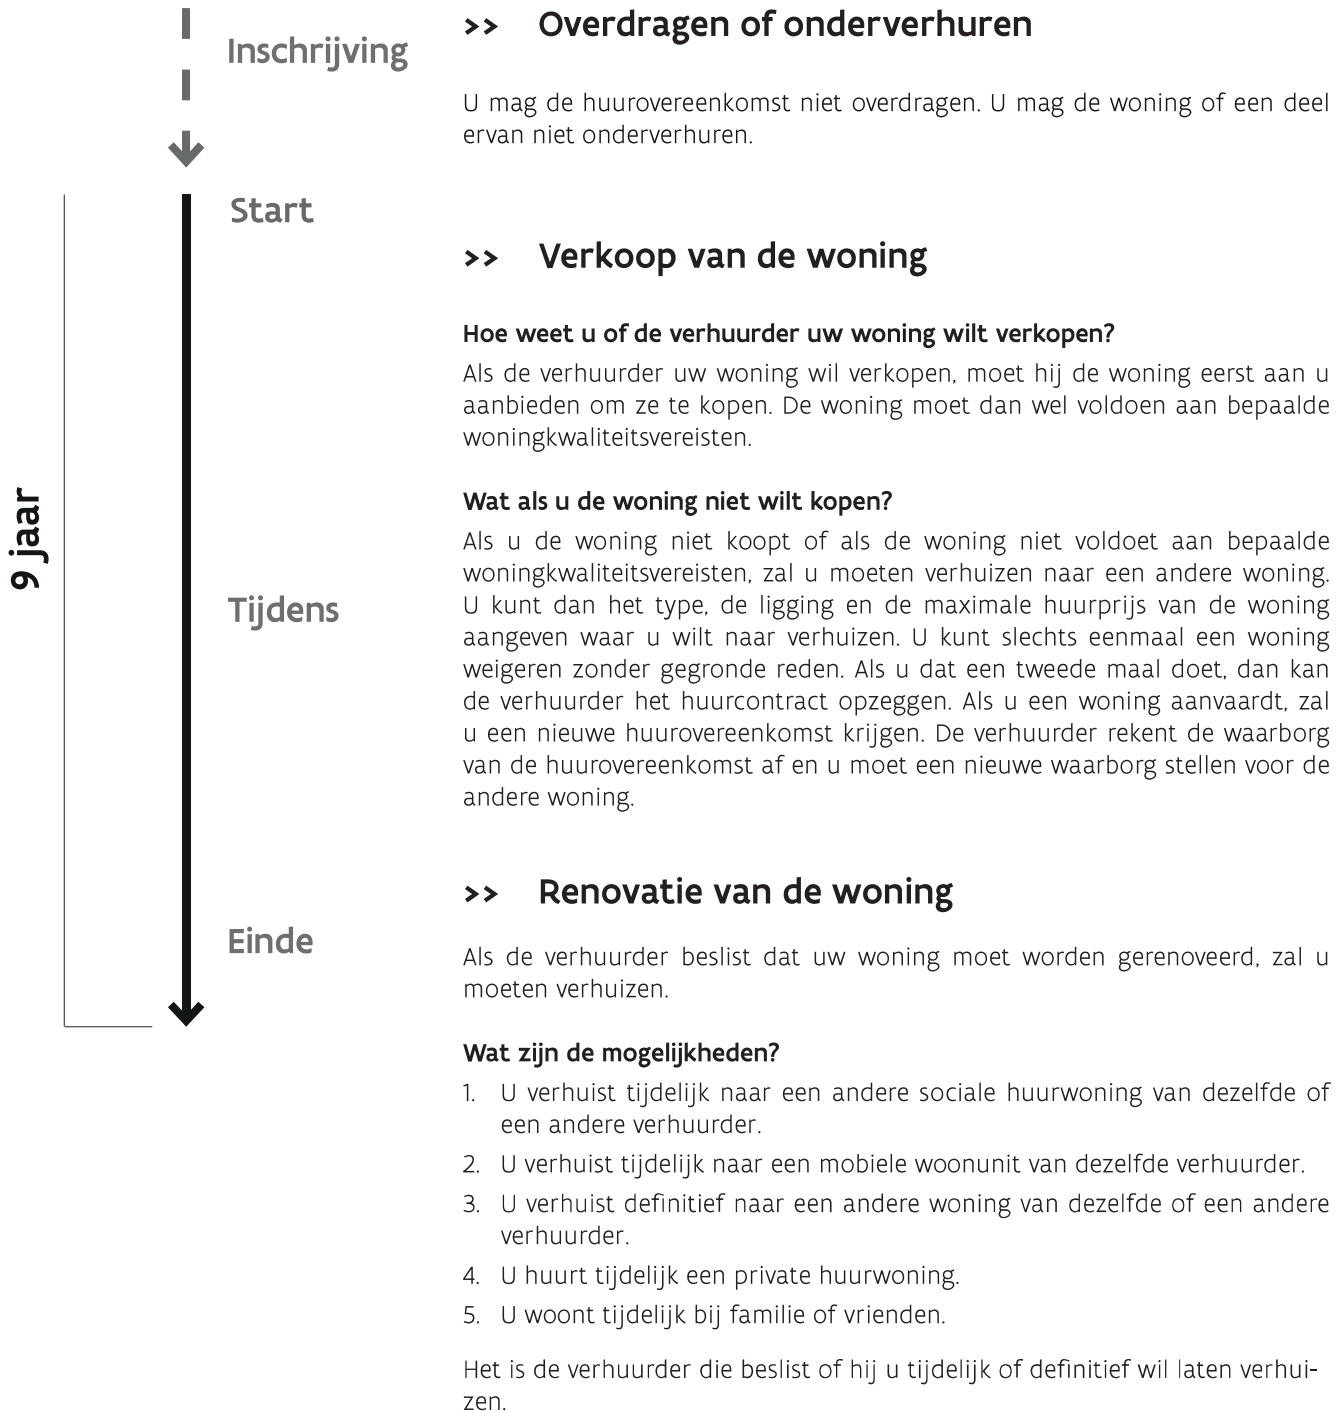 Inschrijving
Start
9 jaar
Tijdens
Einde
>> Overdragen of onderverhuren
U mag de huurovereenkomst niet overdragen. U mag de woning of een deel
ervan niet onderverhuren.
>> Verkoop van de woning
Hoe weet u of de verhuurder uw woning wilt verkopen?
Als de verhuurder uw woning wil verkopen, moet hij de woning eerst aan u
aanbieden om ze te kopen. De woning moet dan wel voldoen aan bepaalde
woningkwaliteitsvereisten.
Wat als u de woning niet wilt kopen?
Als u de woning niet koopt of als de woning niet voldoet aan bepaalde
woningkwaliteitsvereisten, zal u moeten verhuizen naar een andere woning.
U kunt dan het type, de ligging en de maximale huurprijs van de woning
aangeven waar u wilt naar verhuizen. U kunt slechts eenmaal een woning
weigeren zonder gegronde reden. Als u dat een tweede maal doet, dan kan
de verhuurder het huurcontract opzeggen. Als u een woning aanvaardt, zal
u een nieuwe huurovereenkomst krijgen. De verhuurder rekent de waarborg
van de huurovereenkomst af en u moet een nieuwe waarborg stellen voor de
andere woning.
>> Renovatie van de woning
Als de verhuurder beslist dat uw woning moet worden gerenoveerd, zal u
moeten verhuizen.
Wat zijn de mogelijkheden?
1. U verhuist tijdelijk naar een andere sociale huurwoning van dezelfde of
een andere verhuurder.
2. U verhuist tijdelijk naar een mobiele woonunit van dezelfde verhuurder.
3. U verhuist definitief naar een andere woning van dezelfde of een andere
verhuurder.
4. U huurt tijdelijk een private huurwoning.
5. U woont tijdelijk bij familie of vrienden.
Het is de verhuurder die beslist of hij u tijdelijk of definitief wil laten verhui-
zen.